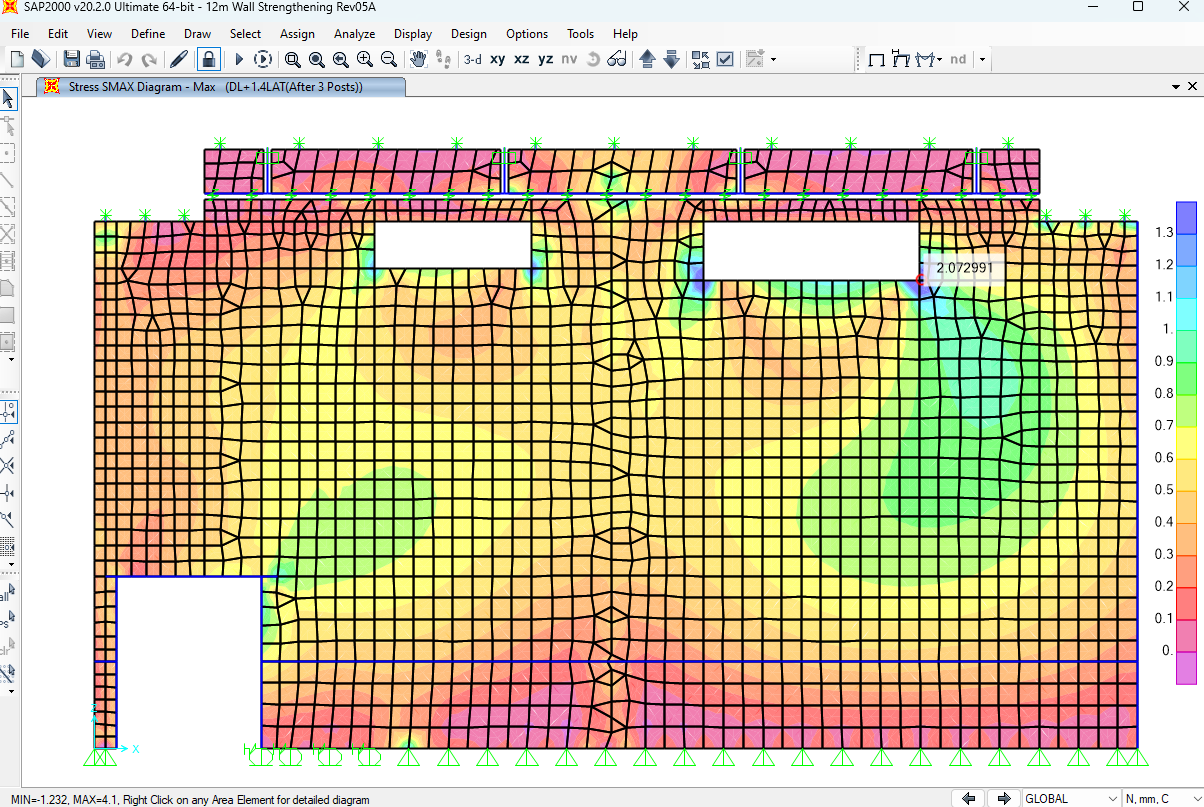 SAP2000 v20.2.0 Ultimate 64-bit - 12m Wall Strengthening Rev05A
File Edit View Define Draw Select Assign Analyze Display Design Options Tools Help
3-d xy xz yz nv nd
Stress SMAX Diagram - Max (DL+1.4LAT(After 3 Posts))
2.072991
1.3
1.2
1.1
1.
0.9
0.8
0.7
0.6
0.5
0.4
0.3
0.2
0.1
0.
all
PS
clr
Z
X
MIN=-1.232, MAX=4.1, Right Click on any Area Element for detailed diagram
GLOBAL
N, mm, C